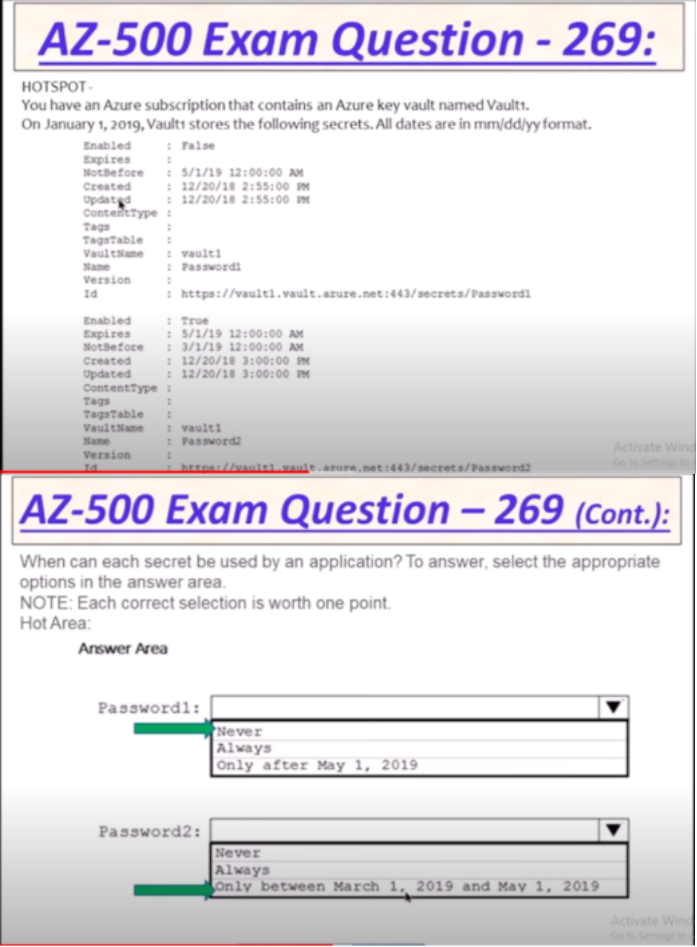 AZ-500 Exam Question - 269:
HOTSPOT-
You have an Azure subscription that contains an Azure key vault named Vault1.
On January 1, 2019, Vault1 stores the following secrets. All dates are in mm/dd/yy format.
Enabled : False
Expires :
NotBefore : 5/1/19 12:00:00 AM
Created : 12/20/18 2:55:00 PM
Updated : 12/20/18 2:55:00 PM
ContentType :
Tags :
TagsTable :
VaultName : vault1
Name : Password1
Version :
Id : https://vault1.vault.azure.net:443/secrets/Password1
Enabled : True
Expires : 5/1/19 12:00:00 AM
NotBefore : 3/1/19 12:00:00 AM
Created : 12/20/18 3:00:00 PM
Updated : 12/20/18 3:00:00 PM
ContentType :
Tags :
TagsTable :
VaultName : vault1
Name : Password2
Version :
Id : https://vault1.vault.azure.net:443/secrets/Password2
Activate Wind
Go to Settings to
AZ-500 Exam Question – 269 (Cont.):
When can each secret be used by an application? To answer, select the appropriate
options in the answer area.
NOTE: Each correct selection is worth one point.
Hot Area:
Answer Area
Password1:
Never
Always
Only after May 1, 2019
Password2:
Never
Always
Only between March 1, 2019 and May 1, 2019
Activate Wind
Go to Settings to